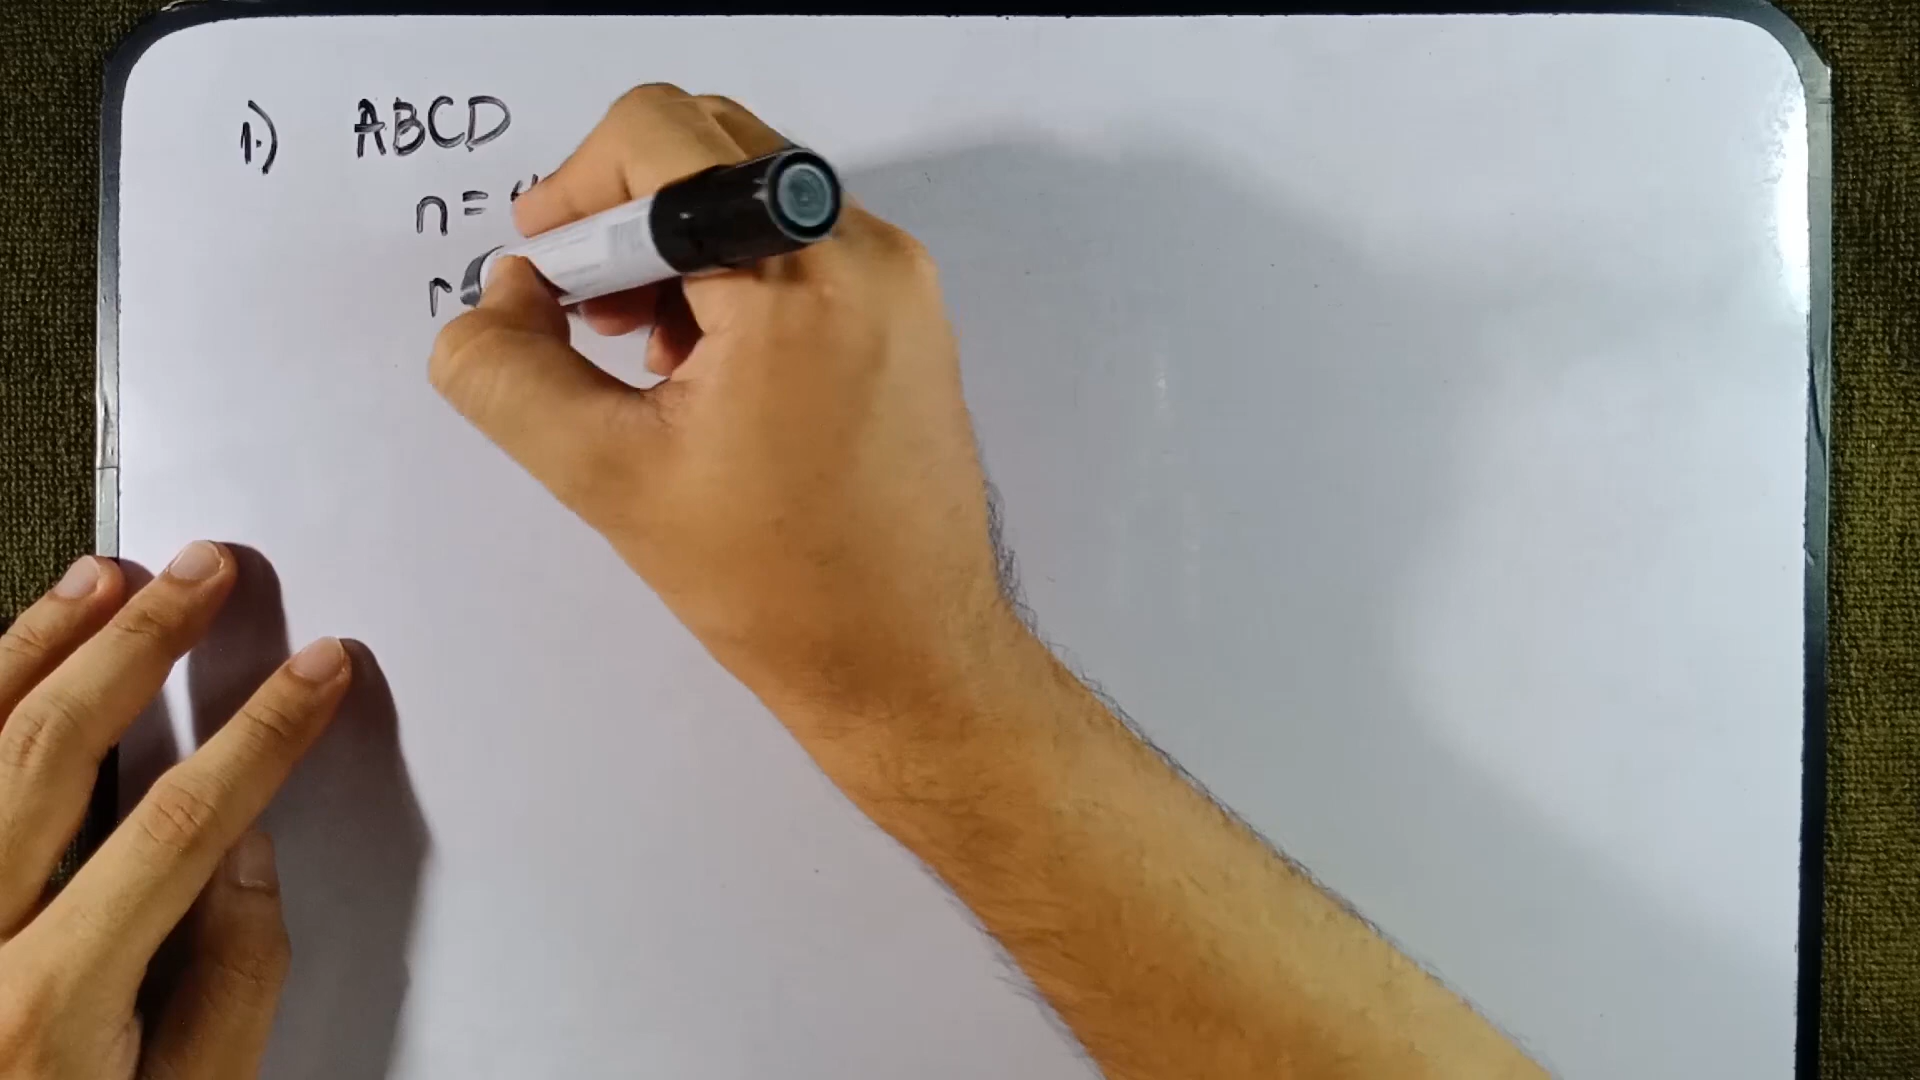 1.) ABCD
n =
r